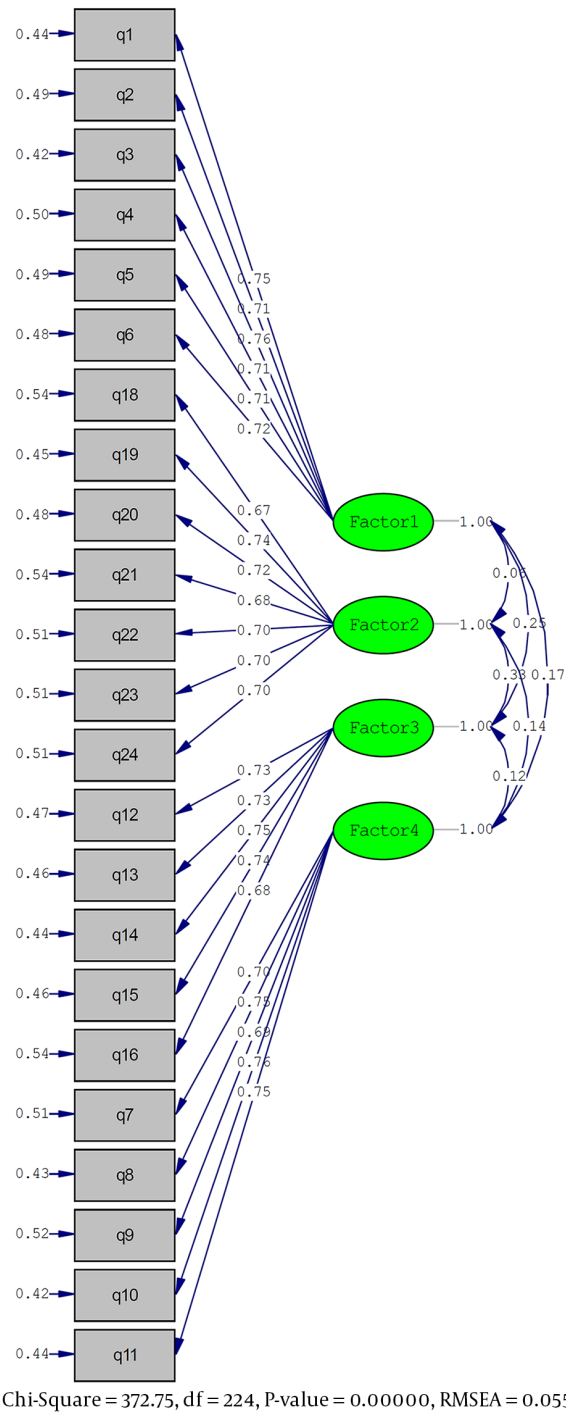 0.44 q1
0.49 q2
0.42 q3
0.50 q4
0.49 q5
0.75
0.71
0.48 q6
0.76
0.71
0.54 q18
0.71
0.72
0.45 q19
0.67
0.48 q20
Factor1 1.00
0.74
0.72
0.54 q21
0.06
0.68
0.51 q22
0.70
Factor2 1.00 0.25
0.70
0.33 0.17
0.51 q23
0.70
0.51 q24
Factor3 1.00 0.14
0.73
0.12
0.73
0.47 q12
0.75
Factor4 1.00
0.74
0.46 q13
0.68
0.44 q14
0.70
0.46 q15
0.75
0.69
0.54 q16
0.76
0.75
0.51 q7
0.43 q8
0.52 q9
0.42 q10
0.44 q11
Chi-Square = 372.75, df = 224, P-value = 0.00000, RMSEA = 0.055